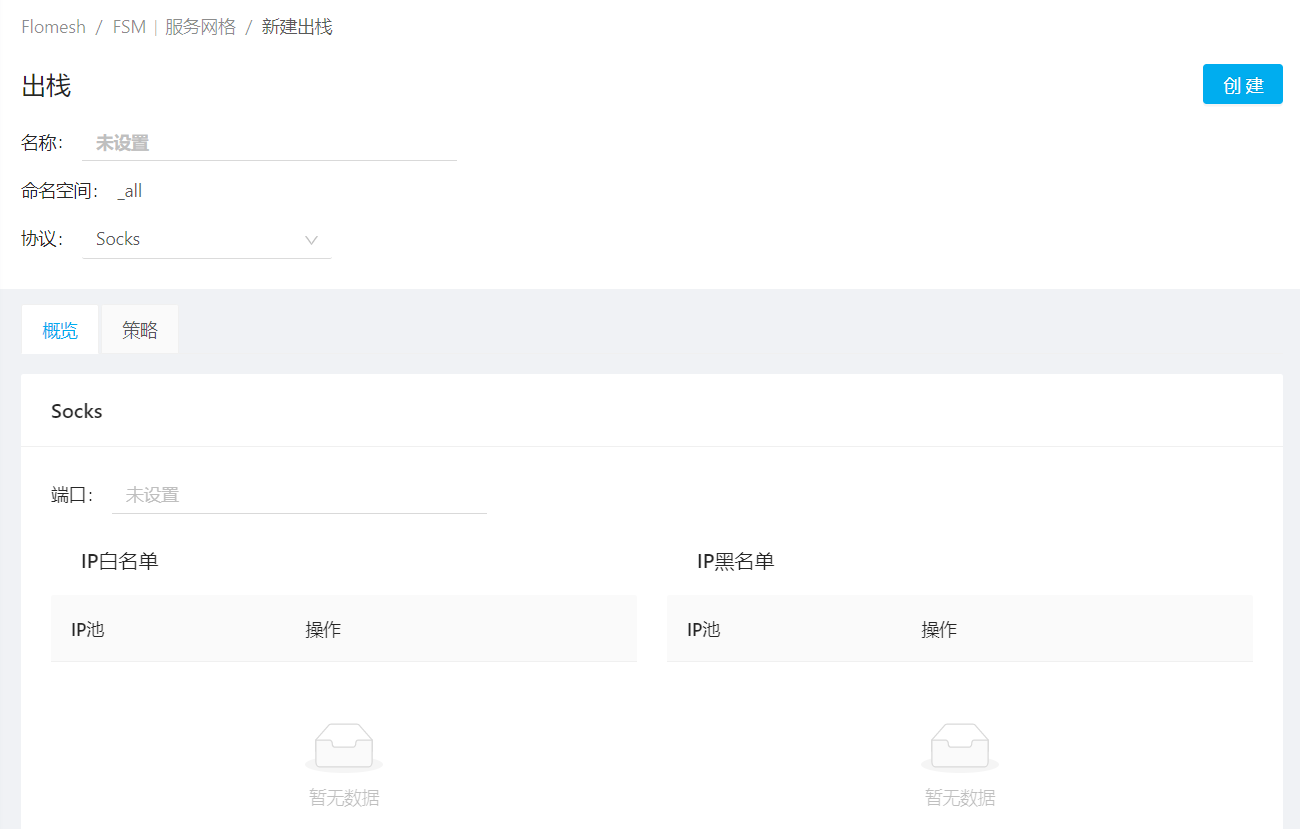 Flomesh / FSM | 服务网格 / 新建出栈
出栈
创 建
名称: 未设置
命名空间: _all
协议: Socks
概览 策略
Socks
端口: 未设置
IP白名单 IP黑名单
IP池 操作 IP池 操作
暂无数据 暂无数据